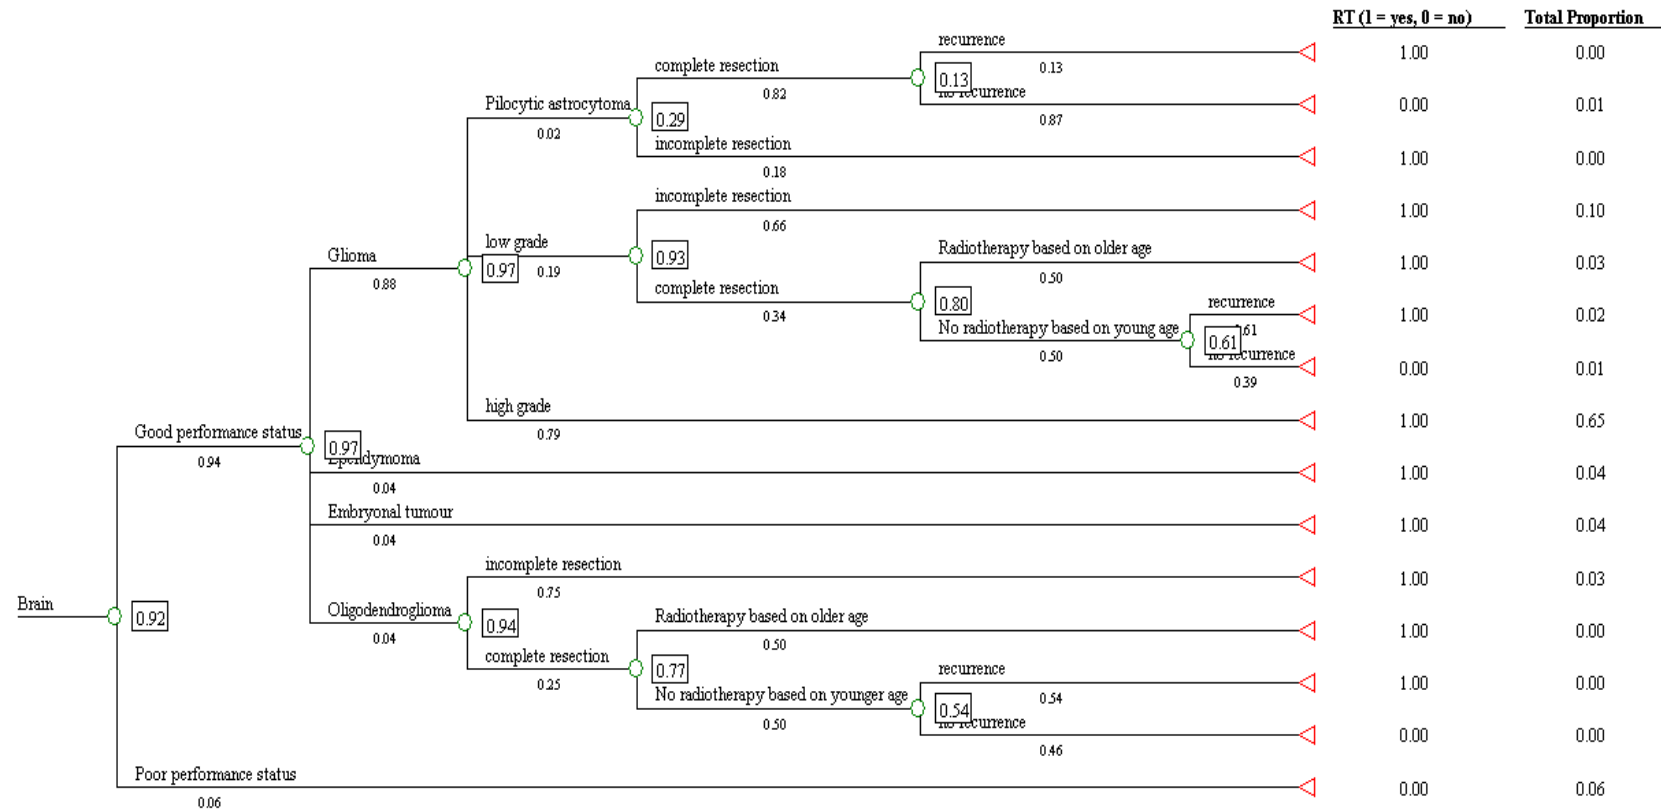 RT (1 = yes, 0 = no) Total Proportion
recurrence 1.00 0.00
0.13
complete resection
0.82
0.13
recurrence 0.00 0.01
0.87
Pilocytic astrocytoma
0.02
0.29
incomplete resection 1.00 0.00
0.18
incomplete resection 1.00 0.10
0.66
Glioma
0.88
low grade
0.97 0.19
0.93
Radiotherapy based on older age 1.00 0.03
0.50
complete resection
0.34
0.80
recurrence 1.00 0.02
No radiotherapy based on young age
0.50
0.61
recurrence 0.00 0.01
0.39
high grade 1.00 0.65
0.79
Good performance status
0.94
0.97
Ependymoma 1.00 0.04
0.04
Embryonal tumour 1.00 0.04
0.04
incomplete resection 1.00 0.03
0.75
Brain
0.92
Oligodendroglioma
0.04
0.94
Radiotherapy based on older age 1.00 0.00
0.50
complete resection
0.25
0.77
recurrence 1.00 0.00
0.54
No radiotherapy based on younger age
0.50
0.54
recurrence 0.00 0.00
0.46
Poor performance status 0.00 0.06
0.06